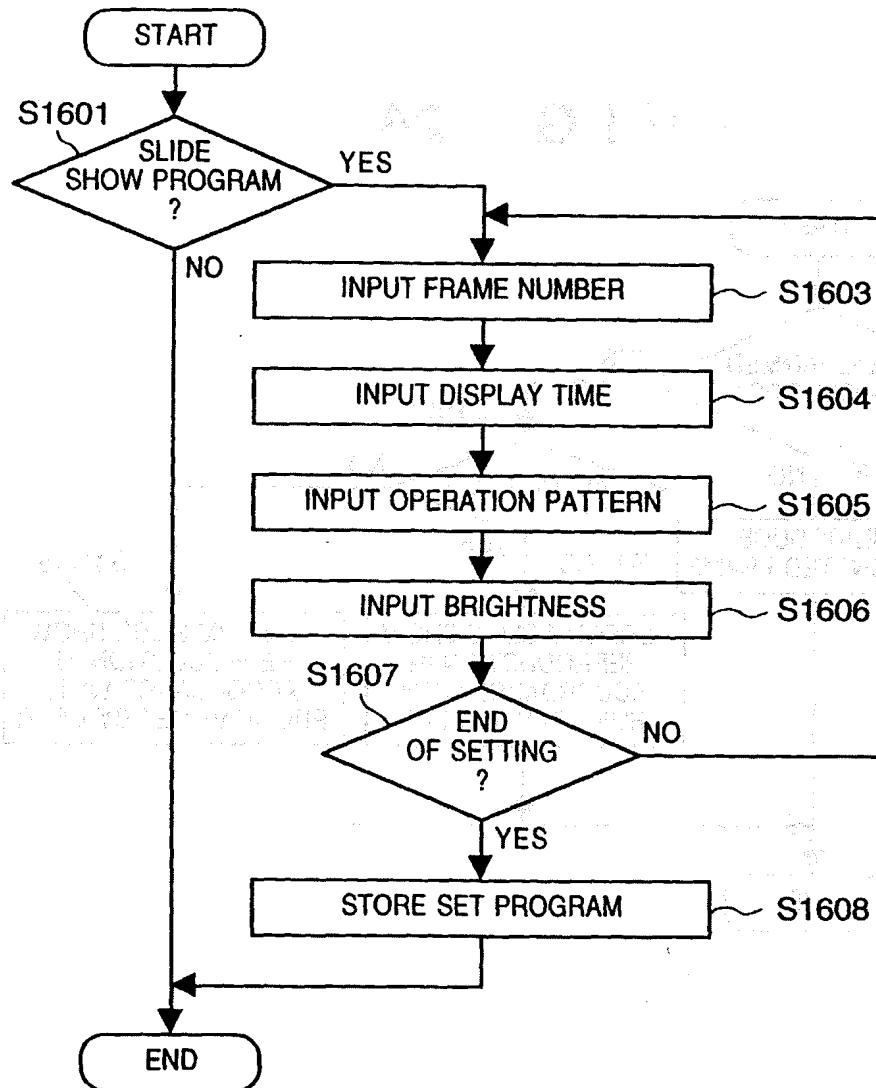 START
S1601
SLIDE
SHOW PROGRAM
?
YES
NO
INPUT FRAME NUMBER
S1603
INPUT DISPLAY TIME
S1604
INPUT OPERATION PATTERN
S1605
INPUT BRIGHTNESS
S1606
S1607
END
OF SETTING
?
NO
YES
STORE SET PROGRAM
S1608
END